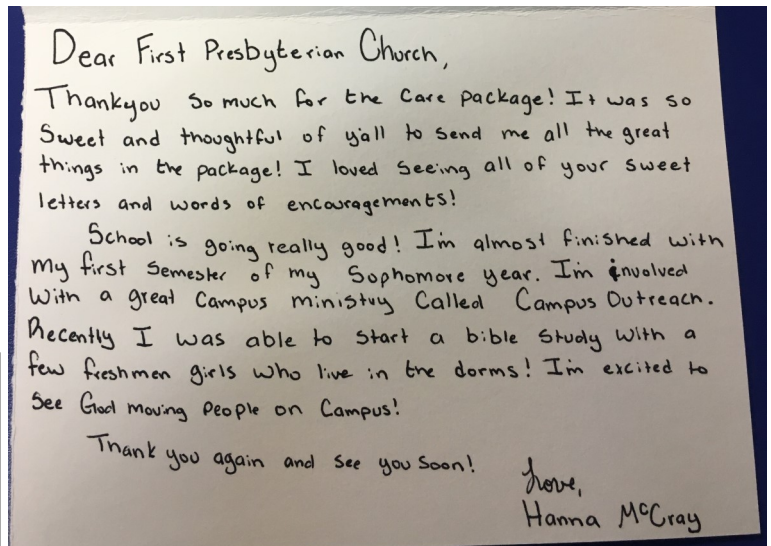 Dear First Presbyterian Church,
Thankyou so much for the care package! It was so
sweet and thoughtful of y'all to send me all the great
things in the package! I loved seeing all of your sweet
letters and words of encouragements!
School is going really good! I'm almost finished with
my first semester of my Sophomore year. I'm involved
with a great campus ministry called Campus Outreach.
Recently I was able to start a bible study with a
few freshmen girls who live in the dorms! I'm excited to
see God moving people on campus!
Thank you again and see you soon!
Love,
Hanna McCray